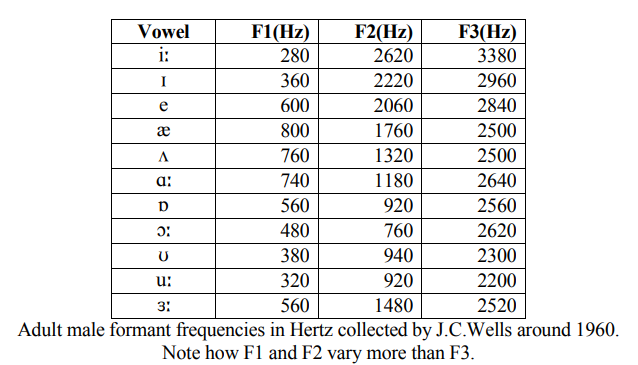 Vowel F1(Hz) F2(Hz) F3(Hz)
iː 280 2620 3380
ɪ 360 2220 2960
e 600 2060 2840
æ 800 1760 2500
ʌ 760 1320 2500
ɑː 740 1180 2640
ɒ 560 920 2560
ɔː 480 760 2620
ʊ 380 940 2300
uː 320 920 2200
ɜː 560 1480 2520
Adult male formant frequencies in Hertz collected by J.C.Wells around 1960.
Note how F1 and F2 vary more than F3.